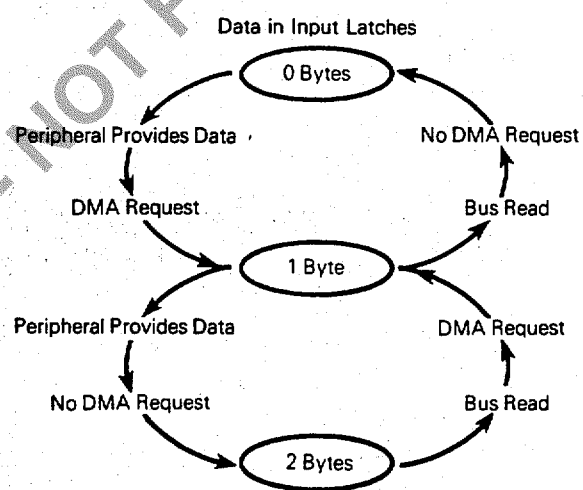 Data in Input Latches
0 Bytes
Peripheral Provides Data
No DMA Request
DMA Request
Bus Read
1 Byte
Peripheral Provides Data
DMA Request
No DMA Request
Bus Read
2 Bytes